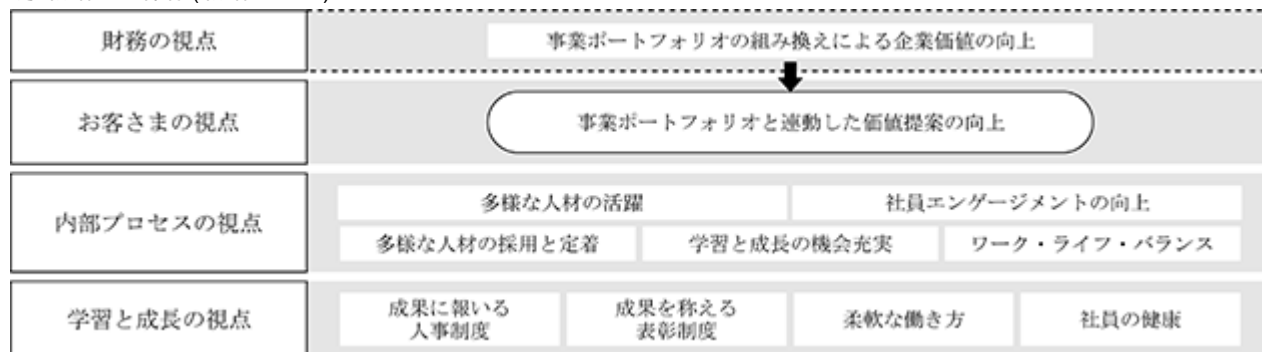 財務の視点
事業ポートフォリオの組み換えによる企業価値の向上
お客さまの視点
事業ポートフォリオと連動した価値提案の向上
内部プロセスの視点
多様な人材の活躍
社員エンゲージメントの向上
多様な人材の採用と定着
学習と成長の機会充実
ワーク・ライフ・バランス
学習と成長の視点
成果に報いる
人事制度
成果を称える
表彰制度
柔軟な働き方
社員の健康